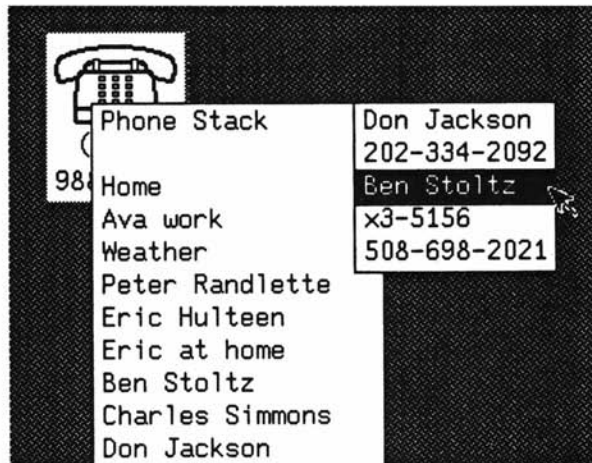 Phone Stack
Home
Ava work
Weather
Peter Randlette
Eric Hulteen
Eric at home
Ben Stoltz
Charles Simmons
Don Jackson
Don Jackson
202-334-2092
Ben Stoltz
x3-5156
508-698-2021